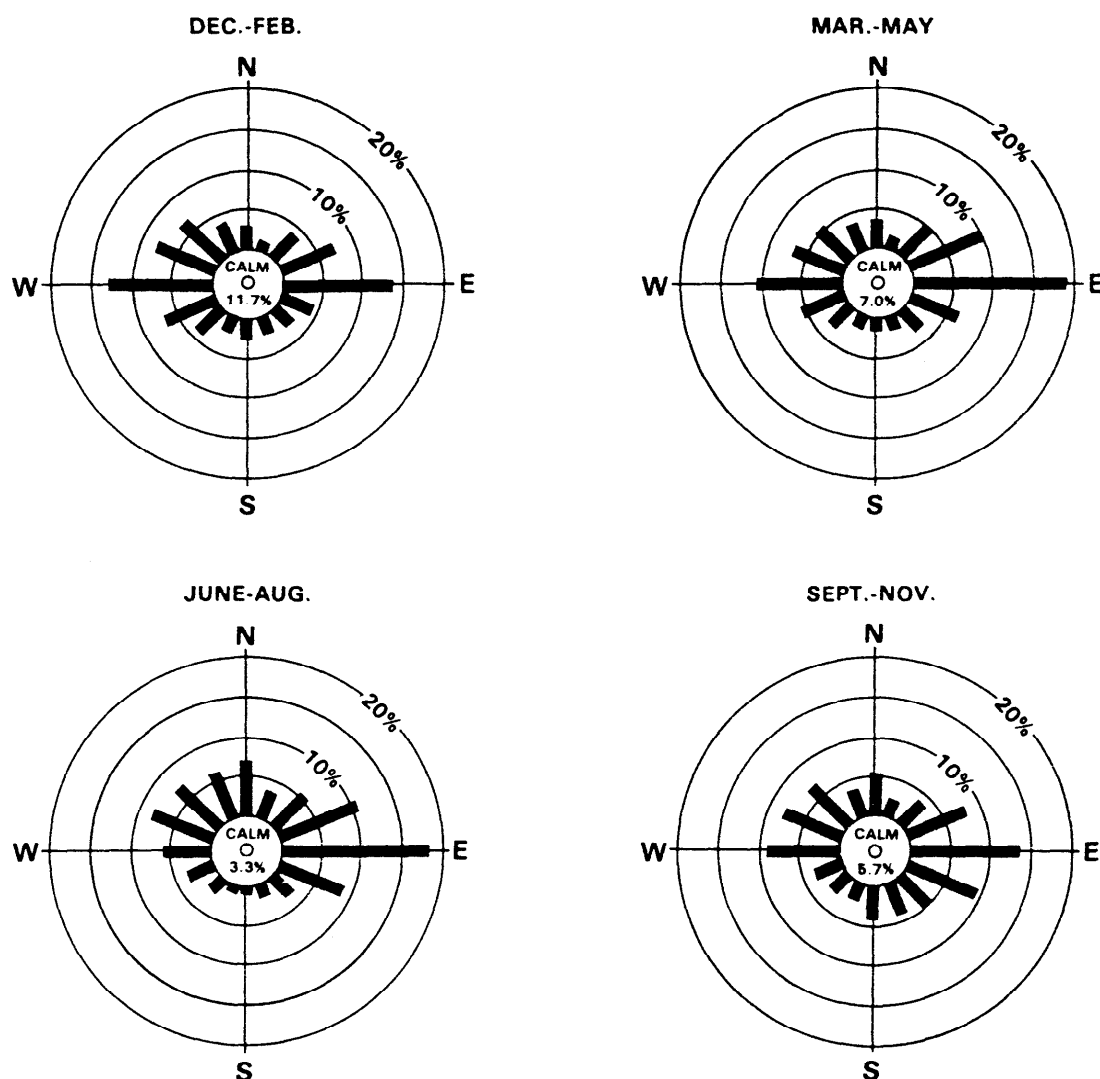 DEC.-FEB.
N
20%
10%
CALM
11.7%
W
E
S
MAR.-MAY
N
20%
10%
CALM
7.0%
W
E
S
JUNE-AUG.
N
20%
10%
CALM
3.3%
W
E
S
SEPT.-NOV.
N
20%
10%
CALM
5.7%
W
E
S